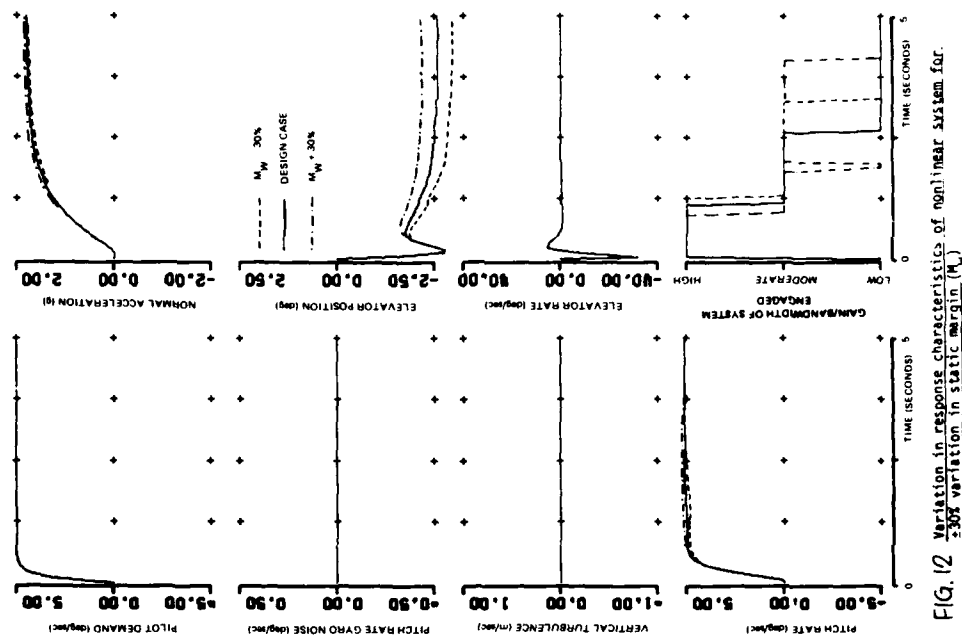 PILOT DEMAND (deg/sec)
5.00
0.00
-5.00
PITCH RATE GYRO NOISE (deg/sec)
0.50
0.00
-0.50
VERTICAL TURBULENCE (m/sec)
1.00
0.00
-1.00
PITCH RATE (deg/sec)
5.00
0.00
-5.00
0
5
TIME (SECONDS)
NORMAL ACCELERATION (g)
2.00
0.00
-2.00
ELEVATOR POSITION (deg)
2.50
0.00
-2.50
M_W 30%
DESIGN CASE
M_W + 30%
ELEVATOR RATE (deg/sec)
40.00
0.00
-40.00
GAIN/BANDWIDTH OF SYSTEM
ENGAGED
HIGH
MODERATE
LOW
0
5
TIME (SECONDS)
FIG. 12 Variation in response characteristics of nonlinear system for
±30% variation in static margin (M_w)